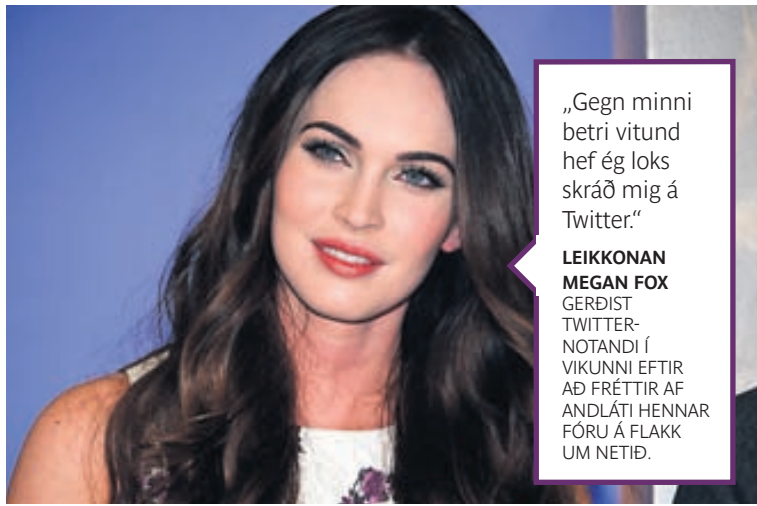 „Gegn minni
betri vitund
hef ég loks
skráð mig á
Twitter.“
LEIKKONAN
MEGAN FOX
GERÐIST
TWITTER-
NOTANDI Í
VIKUNNI EFTIR
AÐ FRÉTTIR AF
ANDLÁTI HENNAR
FÓRU Á FLAKK
UM NETIÐ.